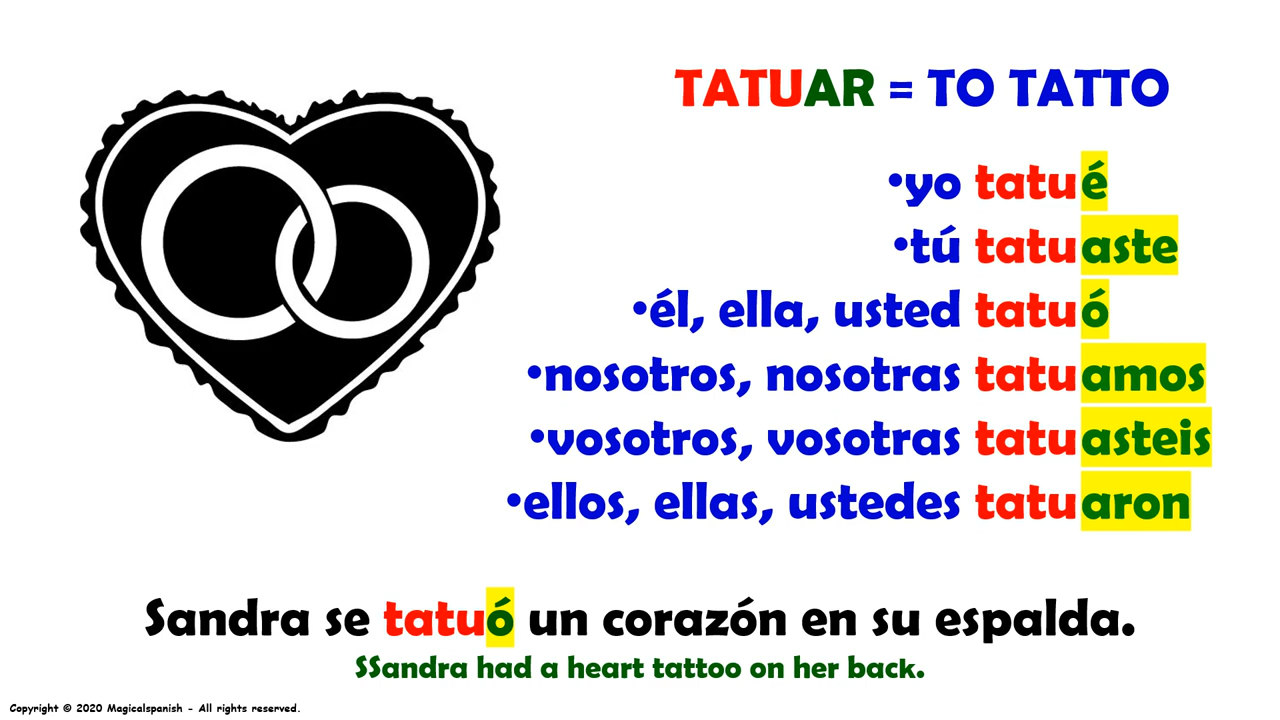 TATUAR = TO TATTO
•yo tatué
•tú tatuaste
•él, ella, usted tatuó
•nosotros, nosotras tatuamos
•vosotros, vosotras tatuasteis
•ellos, ellas, ustedes tatuaron
Sandra se tatuó un corazón en su espalda.
SSandra had a heart tattoo on her back.
Copyright © 2020 Magicalspanish - All rights reserved.